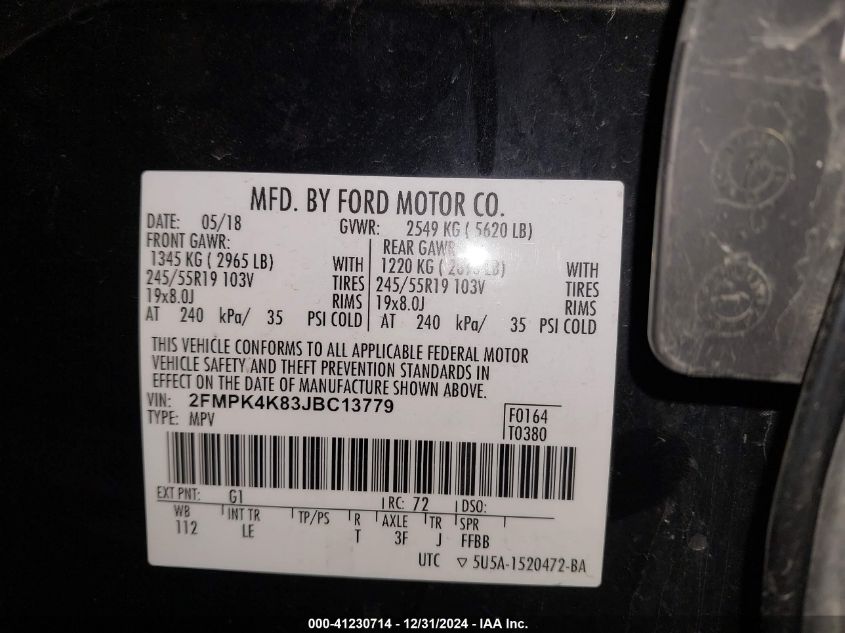 MFD. BY FORD MOTOR CO.
DATE: 05/18 GVWR: 2549 KG ( 5620 LB)
FRONT GAWR: REAR GAWR:
1345 KG ( 2965 LB) WITH 1220 KG ( LB) WITH
245/55R19 103V TIRES 245/55R19 103V TIRES
19x8.0J RIMS 19x8.0J RIMS
AT 240 kPa/ 35 PSI COLD AT 240 kPa/ 35 PSI COLD
THIS VEHICLE CONFORMS TO ALL APPLICABLE FEDERAL MOTOR
VEHICLE SAFETY AND THEFT PREVENTION STANDARDS IN
EFFECT ON THE DATE OF MANUFACTURE SHOWN ABOVE.
VIN: 2FMPK4K83JBC13779
TYPE: MPV
F0164
T0380
EXT PNT: G1 RC: 72 DSO:
WB INT TR TP/PS R AXLE TR SPR
112 LE T 3F J FFBB
UTC ▽ 5U5A-1520472-BA
000-41230714 - 12/31/2024 - IAA Inc.